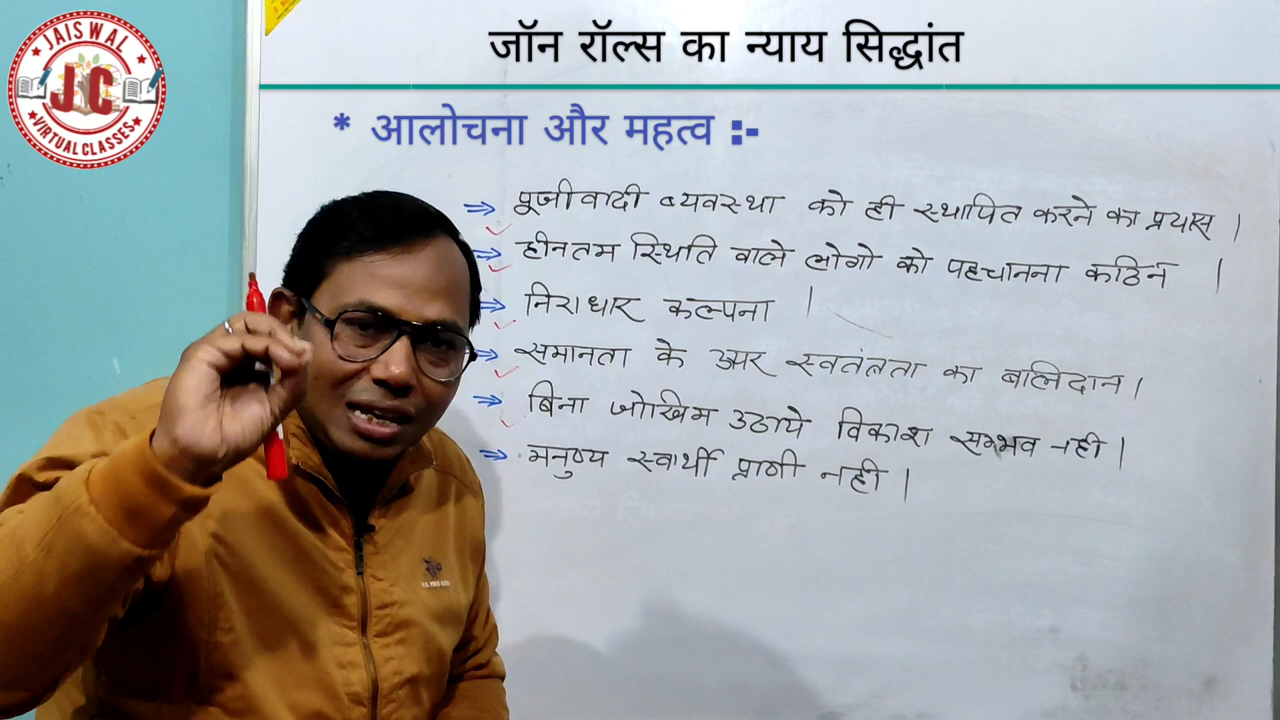 JAISWAL
JC
VIRTUAL CLASSES
जॉन रॉल्स का न्याय सिद्धांत
* आलोचना और महत्व :-
⇒ पूजीवादी व्यवस्था को ही स्थापित करने का प्रयास ।
⇒ हीनतम स्थिति वाले लोगो को पहचानना कठिन ।
⇒ निराधार कल्पना ।
⇒ समानता के ऊपर स्वतंत्रता का बलिदान ।
⇒ बिना जोखिम उठाये विकाश सम्भव नही ।
⇒ मनुष्य स्वार्थी प्राणी नही ।